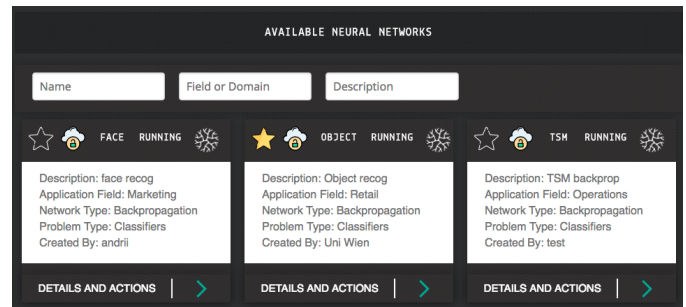 AVAILABLE NEURAL NETWORKS
Name
Field or Domain
Description
FACE RUNNING
Description: face recog
Application Field: Marketing
Network Type: Backpropagation
Problem Type: Classifiers
Created By: andrii
DETAILS AND ACTIONS
OBJECT RUNNING
Description: Object recog
Application Field: Retail
Network Type: Backpropagation
Problem Type: Classifiers
Created By: Uni Wien
DETAILS AND ACTIONS
TSM RUNNING
Description: TSM backprop
Application Field: Operations
Network Type: Backpropagation
Problem Type: Classifiers
Created By: test
DETAILS AND ACTIONS